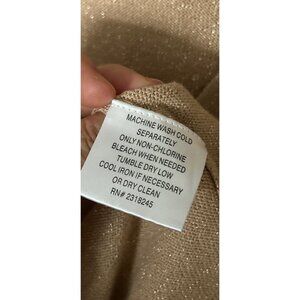 MACHINE WASH COLD
SEPARATELY
ONLY NON-CHLORINE
BLEACH WHEN NEEDED
TUMBLE DRY LOW
COOL IRON IF NECESSARY
OR DRY CLEAN
RN# 2318245